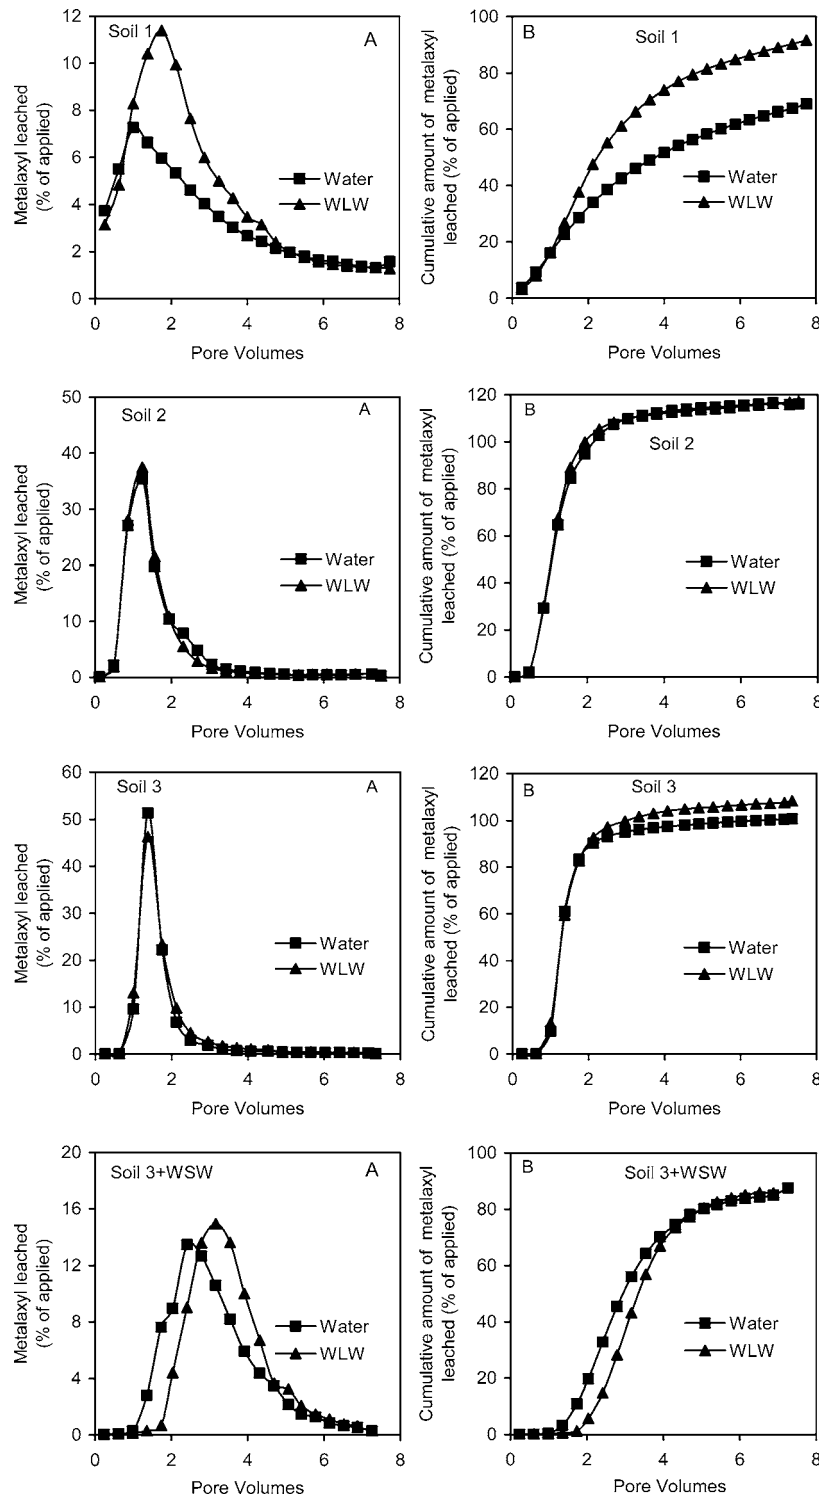 12
10
8
6
4
2
0
Metalaxyl leached
(% of applied)
Soil 1
A
Water
WLW
0 2 4 6 8
Pore Volumes
100
80
60
40
20
0
Cumulative amount of metalaxyl
leached (% of applied)
B
Soil 1
Water
WLW
0 2 4 6 8
Pore Volumes
50
40
30
20
10
0
Metalaxyl leached
(% of applied)
Soil 2
A
Water
WLW
0 2 4 6 8
Pore Volumes
120
100
80
60
40
20
0
Cumulative amount of metalaxyl
leached (% of applied)
B
Soil 2
Water
WLW
0 2 4 6 8
Pore Volumes
60
50
40
30
20
10
0
Metalaxyl leached
(% of applied)
Soil 3
A
Water
WLW
0 2 4 6 8
Pore Volumes
120
100
80
60
40
20
0
Cumulative amount of metalaxyl
leached (% of applied)
B
Soil 3
Water
WLW
0 2 4 6 8
Pore Volumes
20
16
12
8
4
0
Metalaxyl leached
(% of applied)
Soil 3+WSW
A
Water
WLW
0 2 4 6 8
Pore Volumes
100
80
60
40
20
0
Cumulative amount of metalaxyl
leached (% of applied)
B
Soil 3+WSW
Water
WLW
0 2 4 6 8
Pore Volumes